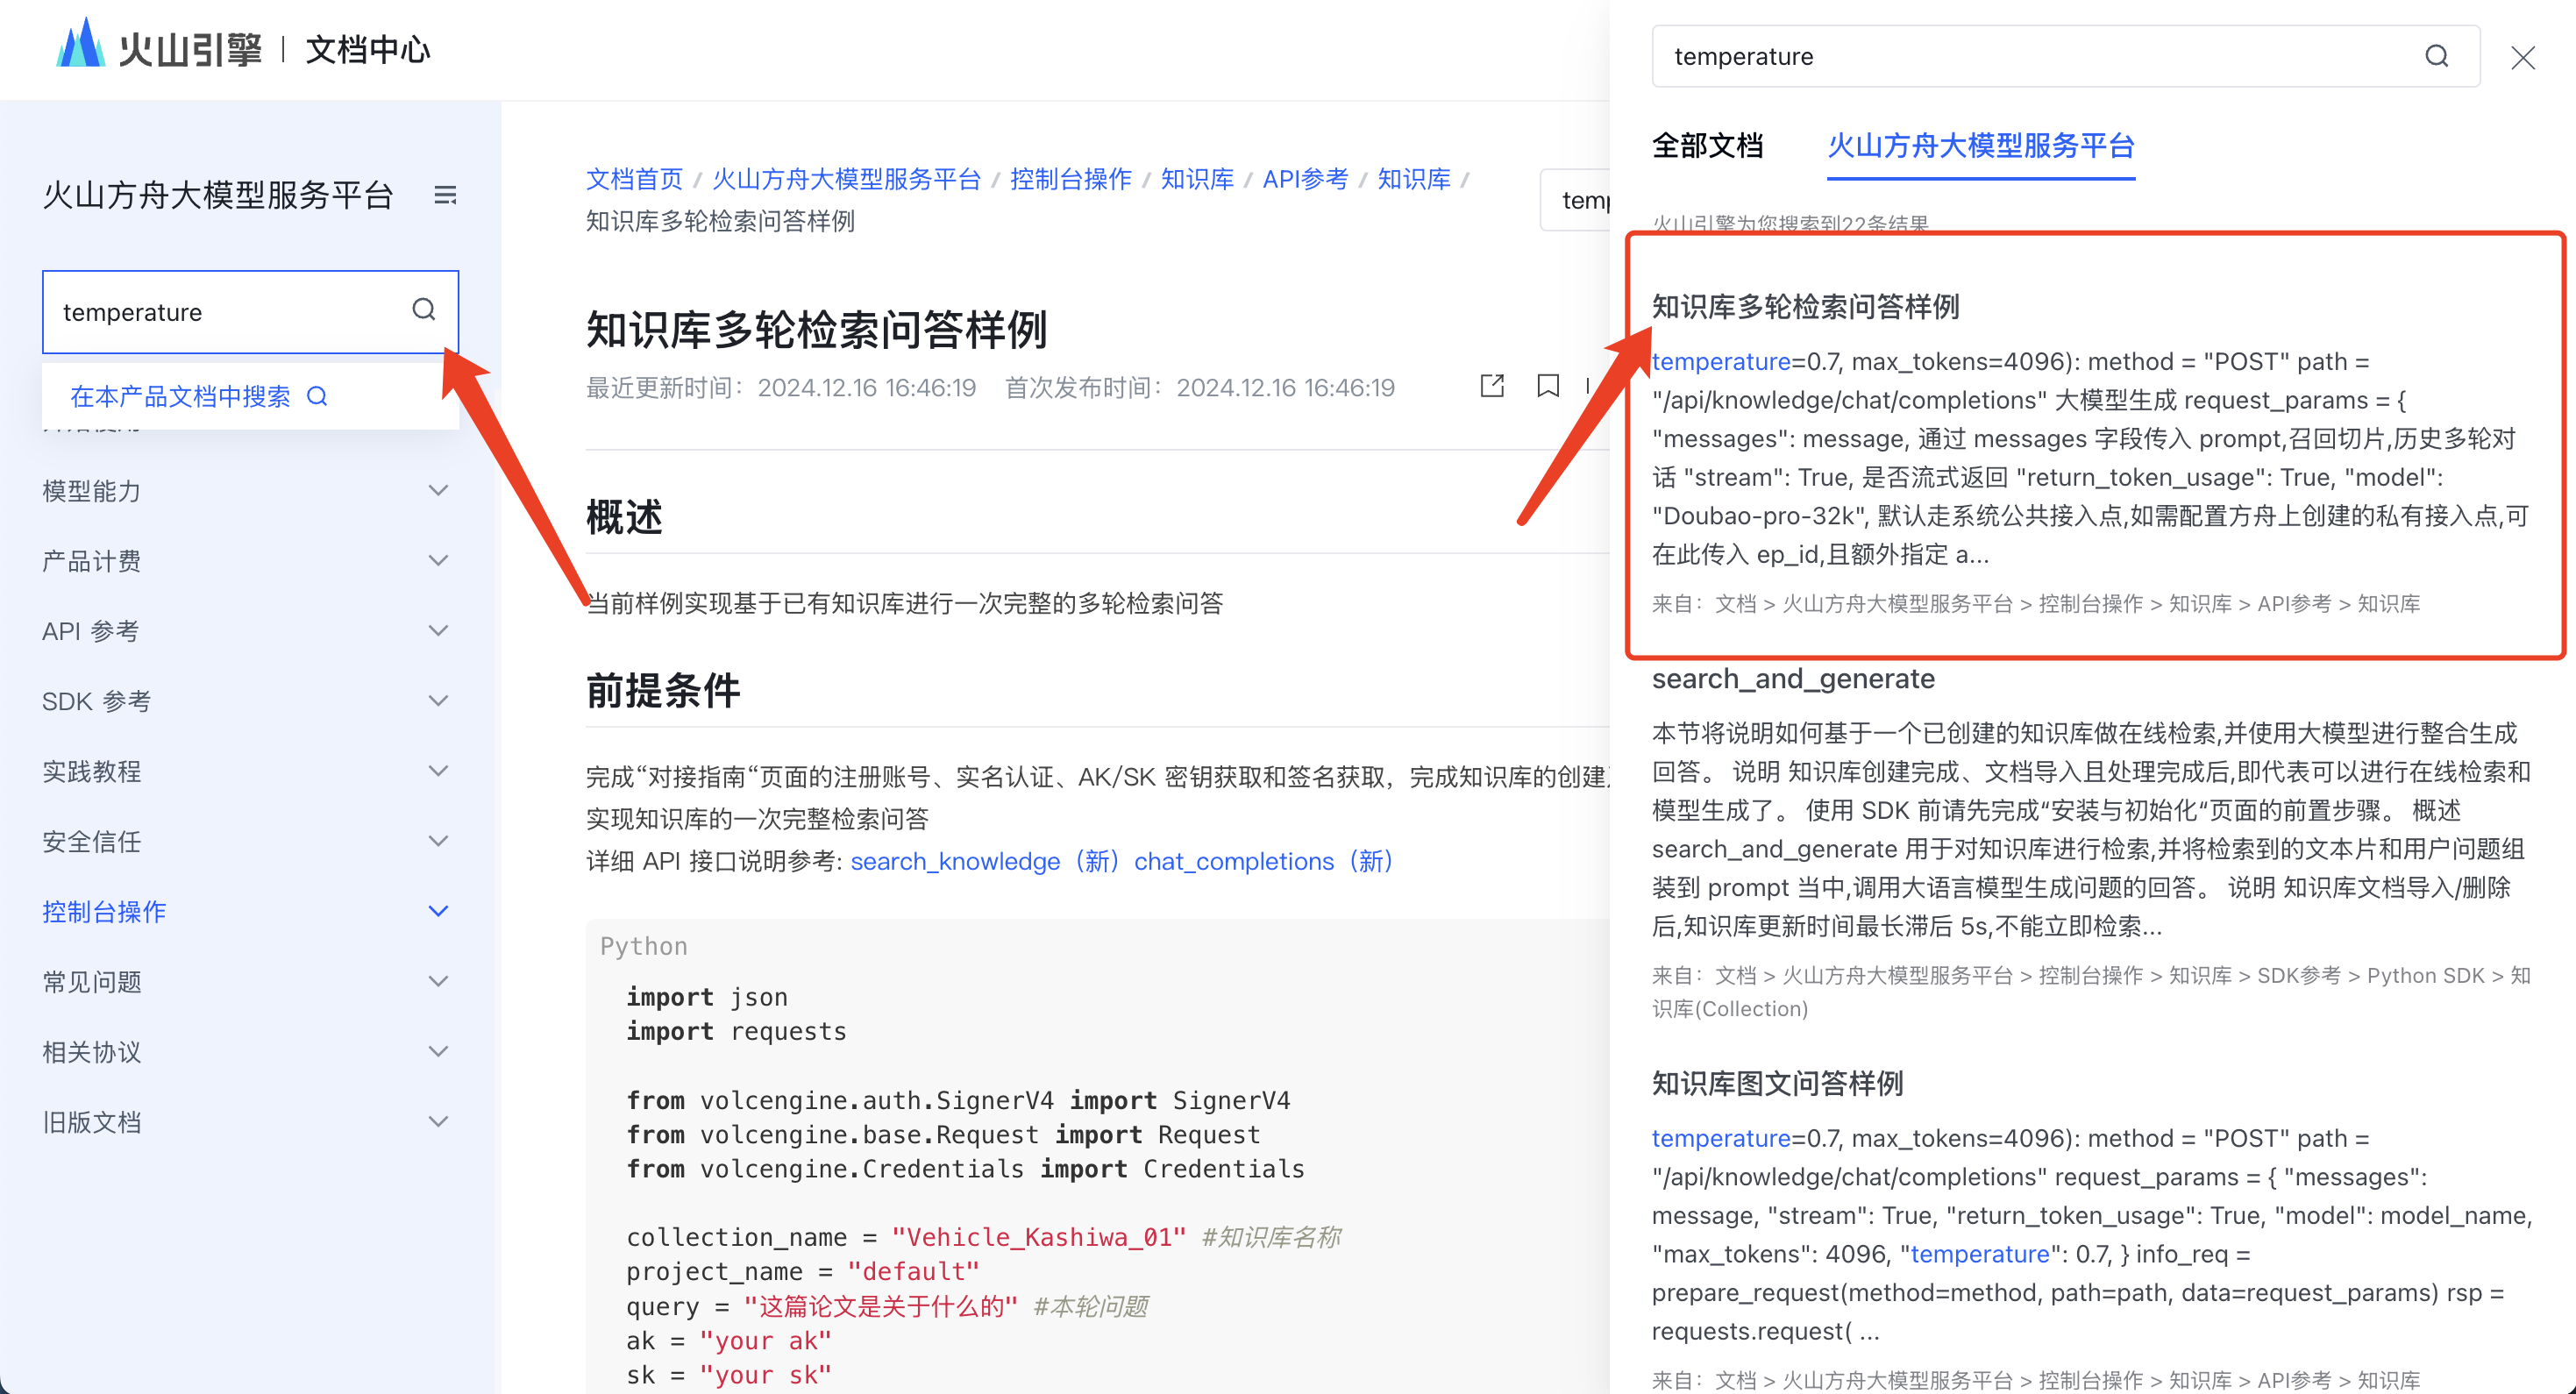 火山引擎 | 文档中心
火山方舟大模型服务平台
temperature
在本产品文档中搜索
模型能力
产品计费
API 参考
SDK 参考
实践教程
安全信任
控制台操作
常见问题
相关协议
旧版文档
文档首页 / 火山方舟大模型服务平台 / 控制台操作 / 知识库 / API参考 / 知识库 /
知识库多轮检索问答样例
知识库多轮检索问答样例
最近更新时间：2024.12.16 16:46:19 首次发布时间：2024.12.16 16:46:19
概述
当前样例实现基于已有知识库进行一次完整的多轮检索问答
前提条件
完成“对接指南“页面的注册账号、实名认证、AK/SK 密钥获取和签名获取，完成知识库的创建
实现知识库的一次完整检索问答
详细 API 接口说明参考: search_knowledge（新）chat_completions（新）
Python
import json
import requests
from volcengine.auth.SignerV4 import SignerV4
from volcengine.base.Request import Request
from volcengine.Credentials import Credentials
collection_name = "Vehicle_Kashiwa_01" #知识库名称
project_name = "default"
query = "这篇论文是关于什么的" #本轮问题
ak = "your ak"
sk = "your sk"
temp
temperature
全部文档 火山方舟大模型服务平台
火山引擎为您搜索到22条结果
知识库多轮检索问答样例
temperature=0.7, max_tokens=4096): method = "POST" path =
"/api/knowledge/chat/completions" 大模型生成 request_params = {
"messages": message, 通过 messages 字段传入 prompt,召回切片,历史多轮对
话 "stream": True, 是否流式返回 "return_token_usage": True, "model":
"Doubao-pro-32k", 默认走系统公共接入点,如需配置方舟上创建的私有接入点,可
在此传入 ep_id,且额外指定 a...
来自：文档 > 火山方舟大模型服务平台 > 控制台操作 > 知识库 > API参考 > 知识库
search_and_generate
本节将说明如何基于一个已创建的知识库做在线检索,并使用大模型进行整合生成
回答。 说明 知识库创建完成、文档导入且处理完成后,即代表可以进行在线检索和
模型生成了。 使用 SDK 前请先完成“安装与初始化“页面的前置步骤。 概述
search_and_generate 用于对知识库进行检索,并将检索到的文本片和用户问题组
装到 prompt 当中,调用大语言模型生成问题的回答。 说明 知识库文档导入/删除
后,知识库更新时间最长滞后 5s,不能立即检索...
来自：文档 > 火山方舟大模型服务平台 > 控制台操作 > 知识库 > SDK参考 > Python SDK > 知
识库(Collection)
知识库图文问答样例
temperature=0.7, max_tokens=4096): method = "POST" path =
"/api/knowledge/chat/completions" request_params = { "messages":
message, "stream": True, "return_token_usage": True, "model": model_name,
"max_tokens": 4096, "temperature": 0.7, } info_req =
prepare_request(method=method, path=path, data=request_params) rsp =
requests.request( ...
来自：文档 > 火山方舟大模型服务平台 > 控制台操作 > 知识库 > API参考 > 知识库